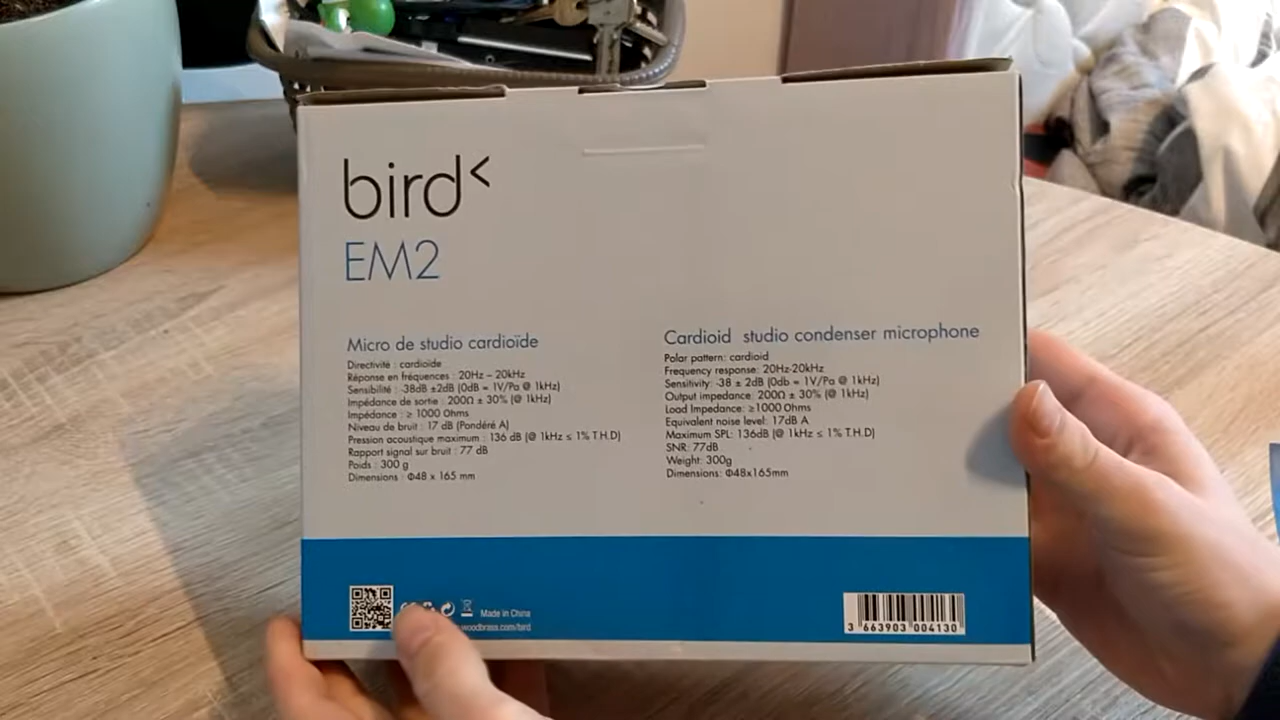 bird<
EM2
Micro de studio cardioïde
Directivité : cardioïde
Réponse en fréquences : 20Hz – 20kHz
Sensibilité : -38dB ±2dB (0dB = 1V/Pa @ 1kHz)
Impédance de sortie : 200Ω ± 30% (@ 1kHz)
Impédance : ≥ 1000 Ohms
Niveau de bruit : 17 dB (Pondéré A)
Pression acoustique maximum : 136 dB (@ 1kHz ≤ 1% T.H.D)
Rapport signal sur bruit : 77 dB
Poids : 300 g
Dimensions : Φ48 x 165 mm
Cardioid studio condenser microphone
Polar pattern: cardioid
Frequency response: 20Hz-20kHz
Sensitivity: -38 ± 2dB (0db = 1V/Pa @ 1kHz)
Output impedance: 200Ω ± 30% (@ 1kHz)
Load Impedance: ≥1000 Ohms
Equivalent noise level: 17dB A
Maximum SPL: 136dB (@ 1kHz ≤ 1% T.H.D)
SNR: 77dB
Weight: 300g
Dimensions: Φ48x165mm
Made in China
.woodbrass.com/bird
3 663903 004130